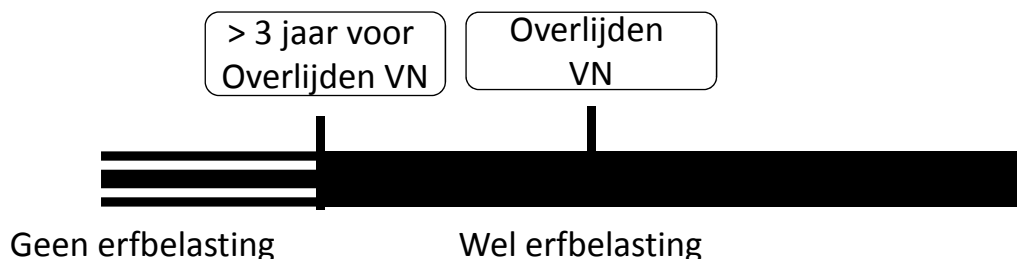 > 3 jaar voor
Overlijden VN
Overlijden
VN
Geen erfbelasting
Wel erfbelasting